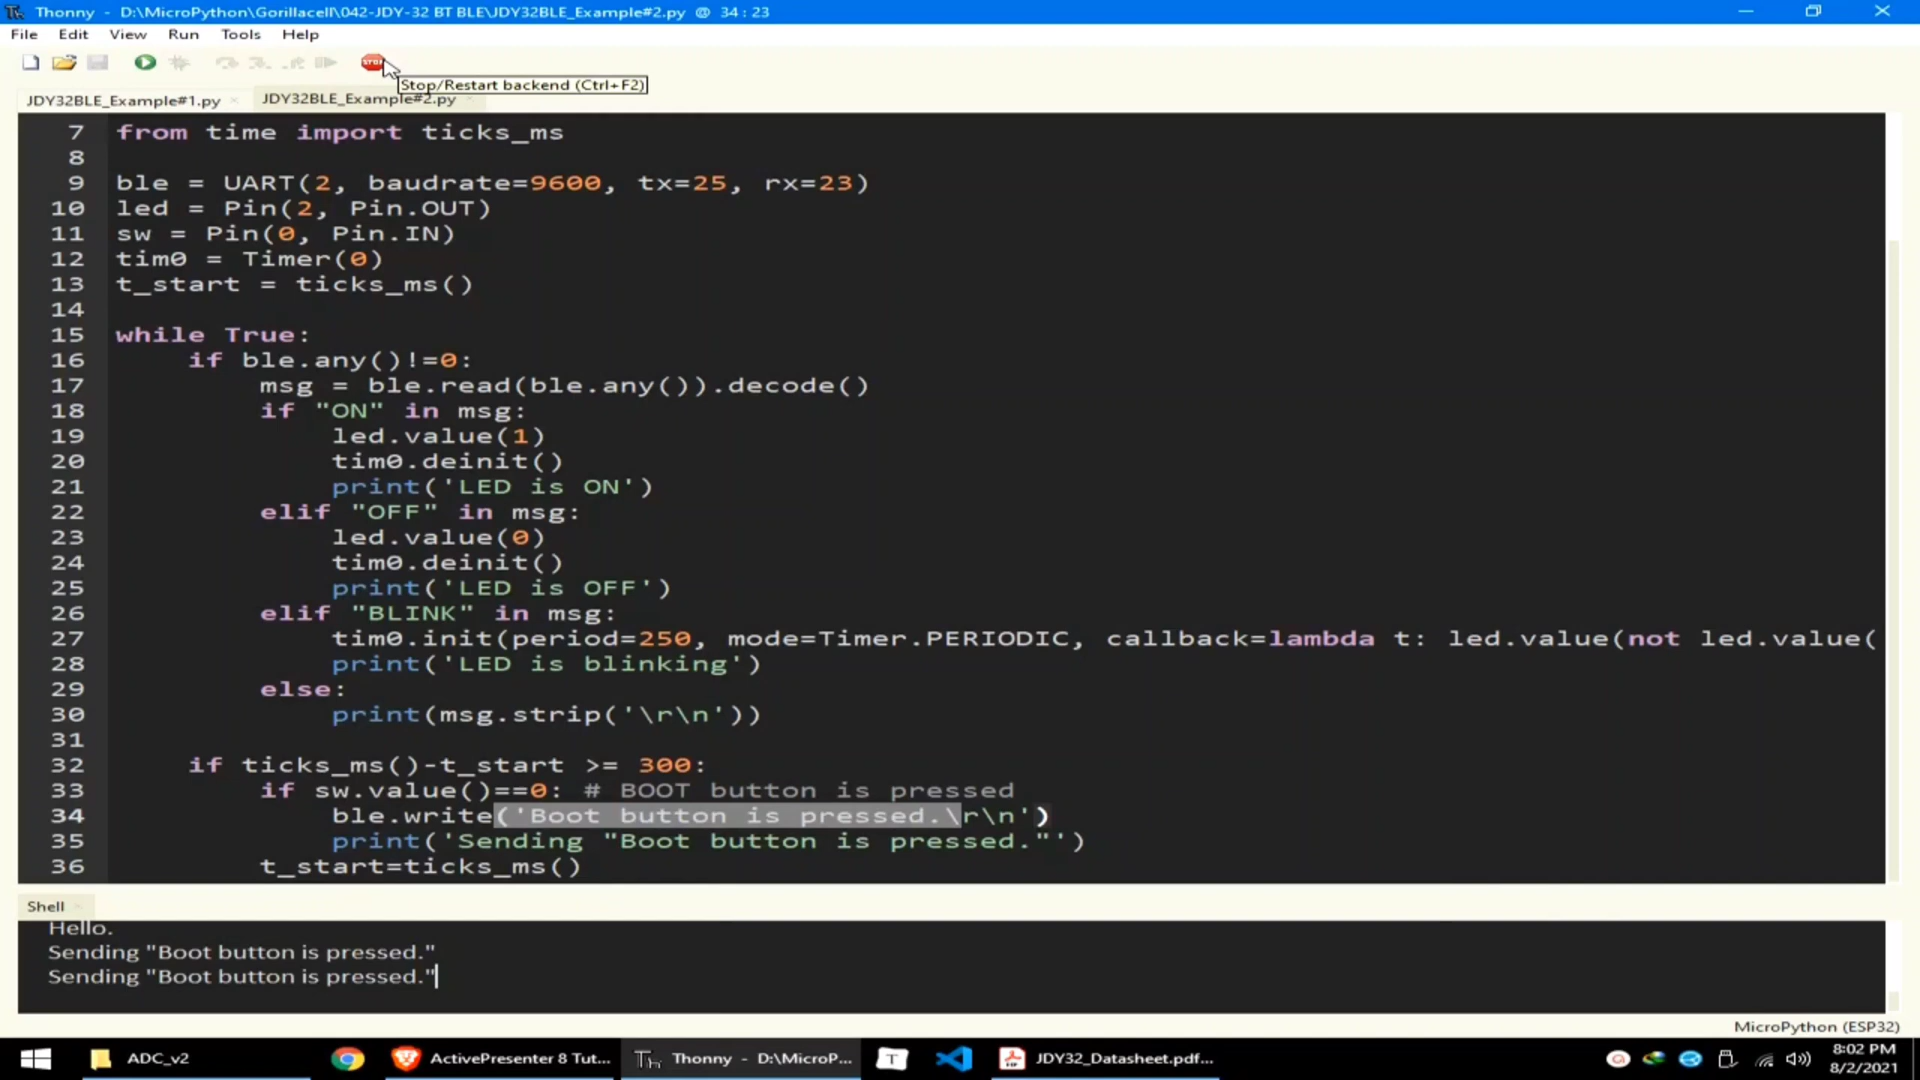 Thonny - D:\MicroPython\Gorillacell\042-JDY-32 BT BLE\JDY32BLE_Example#2.py @ 34 : 23
File Edit View Run Tools Help
STOP
Stop/Restart backend (Ctrl+F2)
JDY32BLE_Example#1.py × JDY32BLE_Example#2.py ×
7 from time import ticks_ms
8
9 ble = UART(2, baudrate=9600, tx=25, rx=23)
10 led = Pin(2, Pin.OUT)
11 sw = Pin(0, Pin.IN)
12 tim0 = Timer(0)
13 t_start = ticks_ms()
14
15 while True:
16 if ble.any()!=0:
17 msg = ble.read(ble.any()).decode()
18 if "ON" in msg:
19 led.value(1)
20 tim0.deinit()
21 print('LED is ON')
22 elif "OFF" in msg:
23 led.value(0)
24 tim0.deinit()
25 print('LED is OFF')
26 elif "BLINK" in msg:
27 tim0.init(period=250, mode=Timer.PERIODIC, callback=lambda t: led.value(not led.value(
28 print('LED is blinking')
29 else:
30 print(msg.strip('\r\n'))
31
32 if ticks_ms()-t_start >= 300:
33 if sw.value()==0: # BOOT button is pressed
34 ble.write('Boot button is pressed.\r\n')
35 print('Sending "Boot button is pressed."')
36 t_start=ticks_ms()
Shell
Hello.
Sending "Boot button is pressed."
Sending "Boot button is pressed."
MicroPython (ESP32)
ADC_v2 ActivePresenter 8 Tut... Thonny - D:\MicroP... T JDY32_Datasheet.pdf...
8:02 PM
8/2/2021